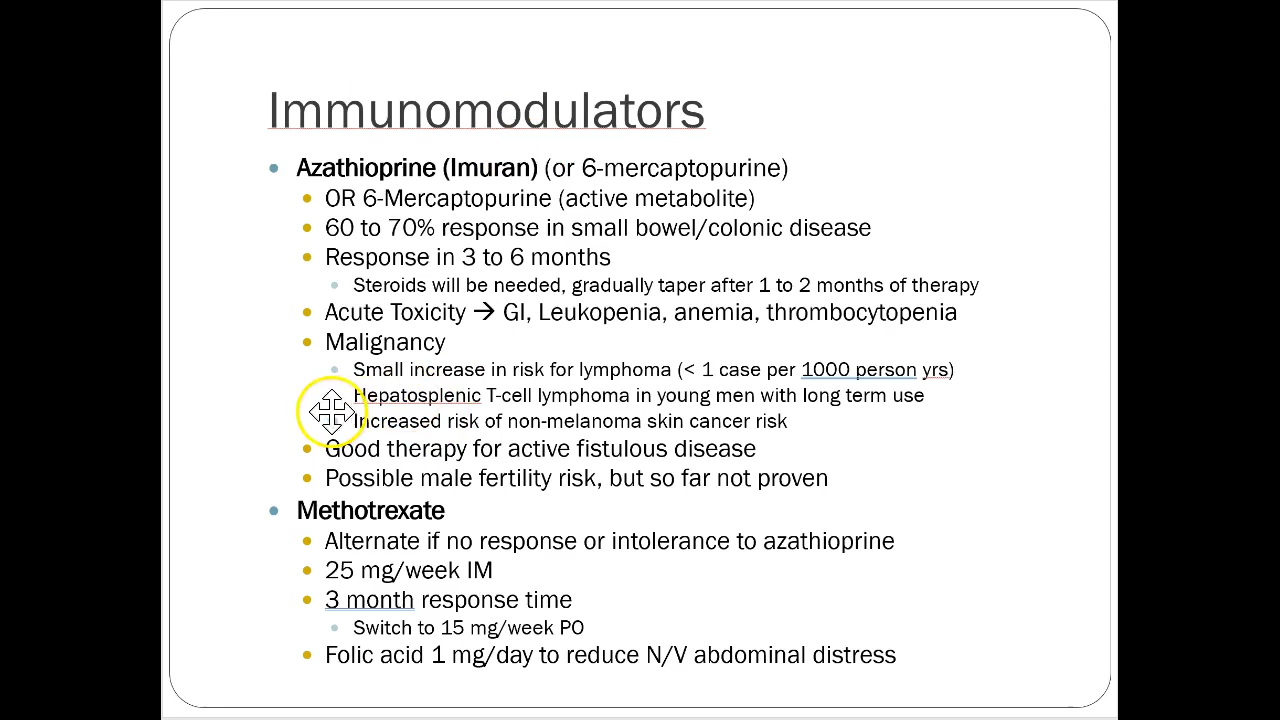 Immunomodulators
Azathioprine (Imuran) (or 6-mercaptopurine)
OR 6-Mercaptopurine (active metabolite)
60 to 70% response in small bowel/colonic disease
Response in 3 to 6 months
Steroids will be needed, gradually taper after 1 to 2 months of therapy
Acute Toxicity → GI, Leukopenia, anemia, thrombocytopenia
Malignancy
Small increase in risk for lymphoma (< 1 case per 1000 person yrs)
Hepatosplenic T-cell lymphoma in young men with long term use
Increased risk of non-melanoma skin cancer risk
Good therapy for active fistulous disease
Possible male fertility risk, but so far not proven
Methotrexate
Alternate if no response or intolerance to azathioprine
25 mg/week IM
3 month response time
Switch to 15 mg/week PO
Folic acid 1 mg/day to reduce N/V abdominal distress